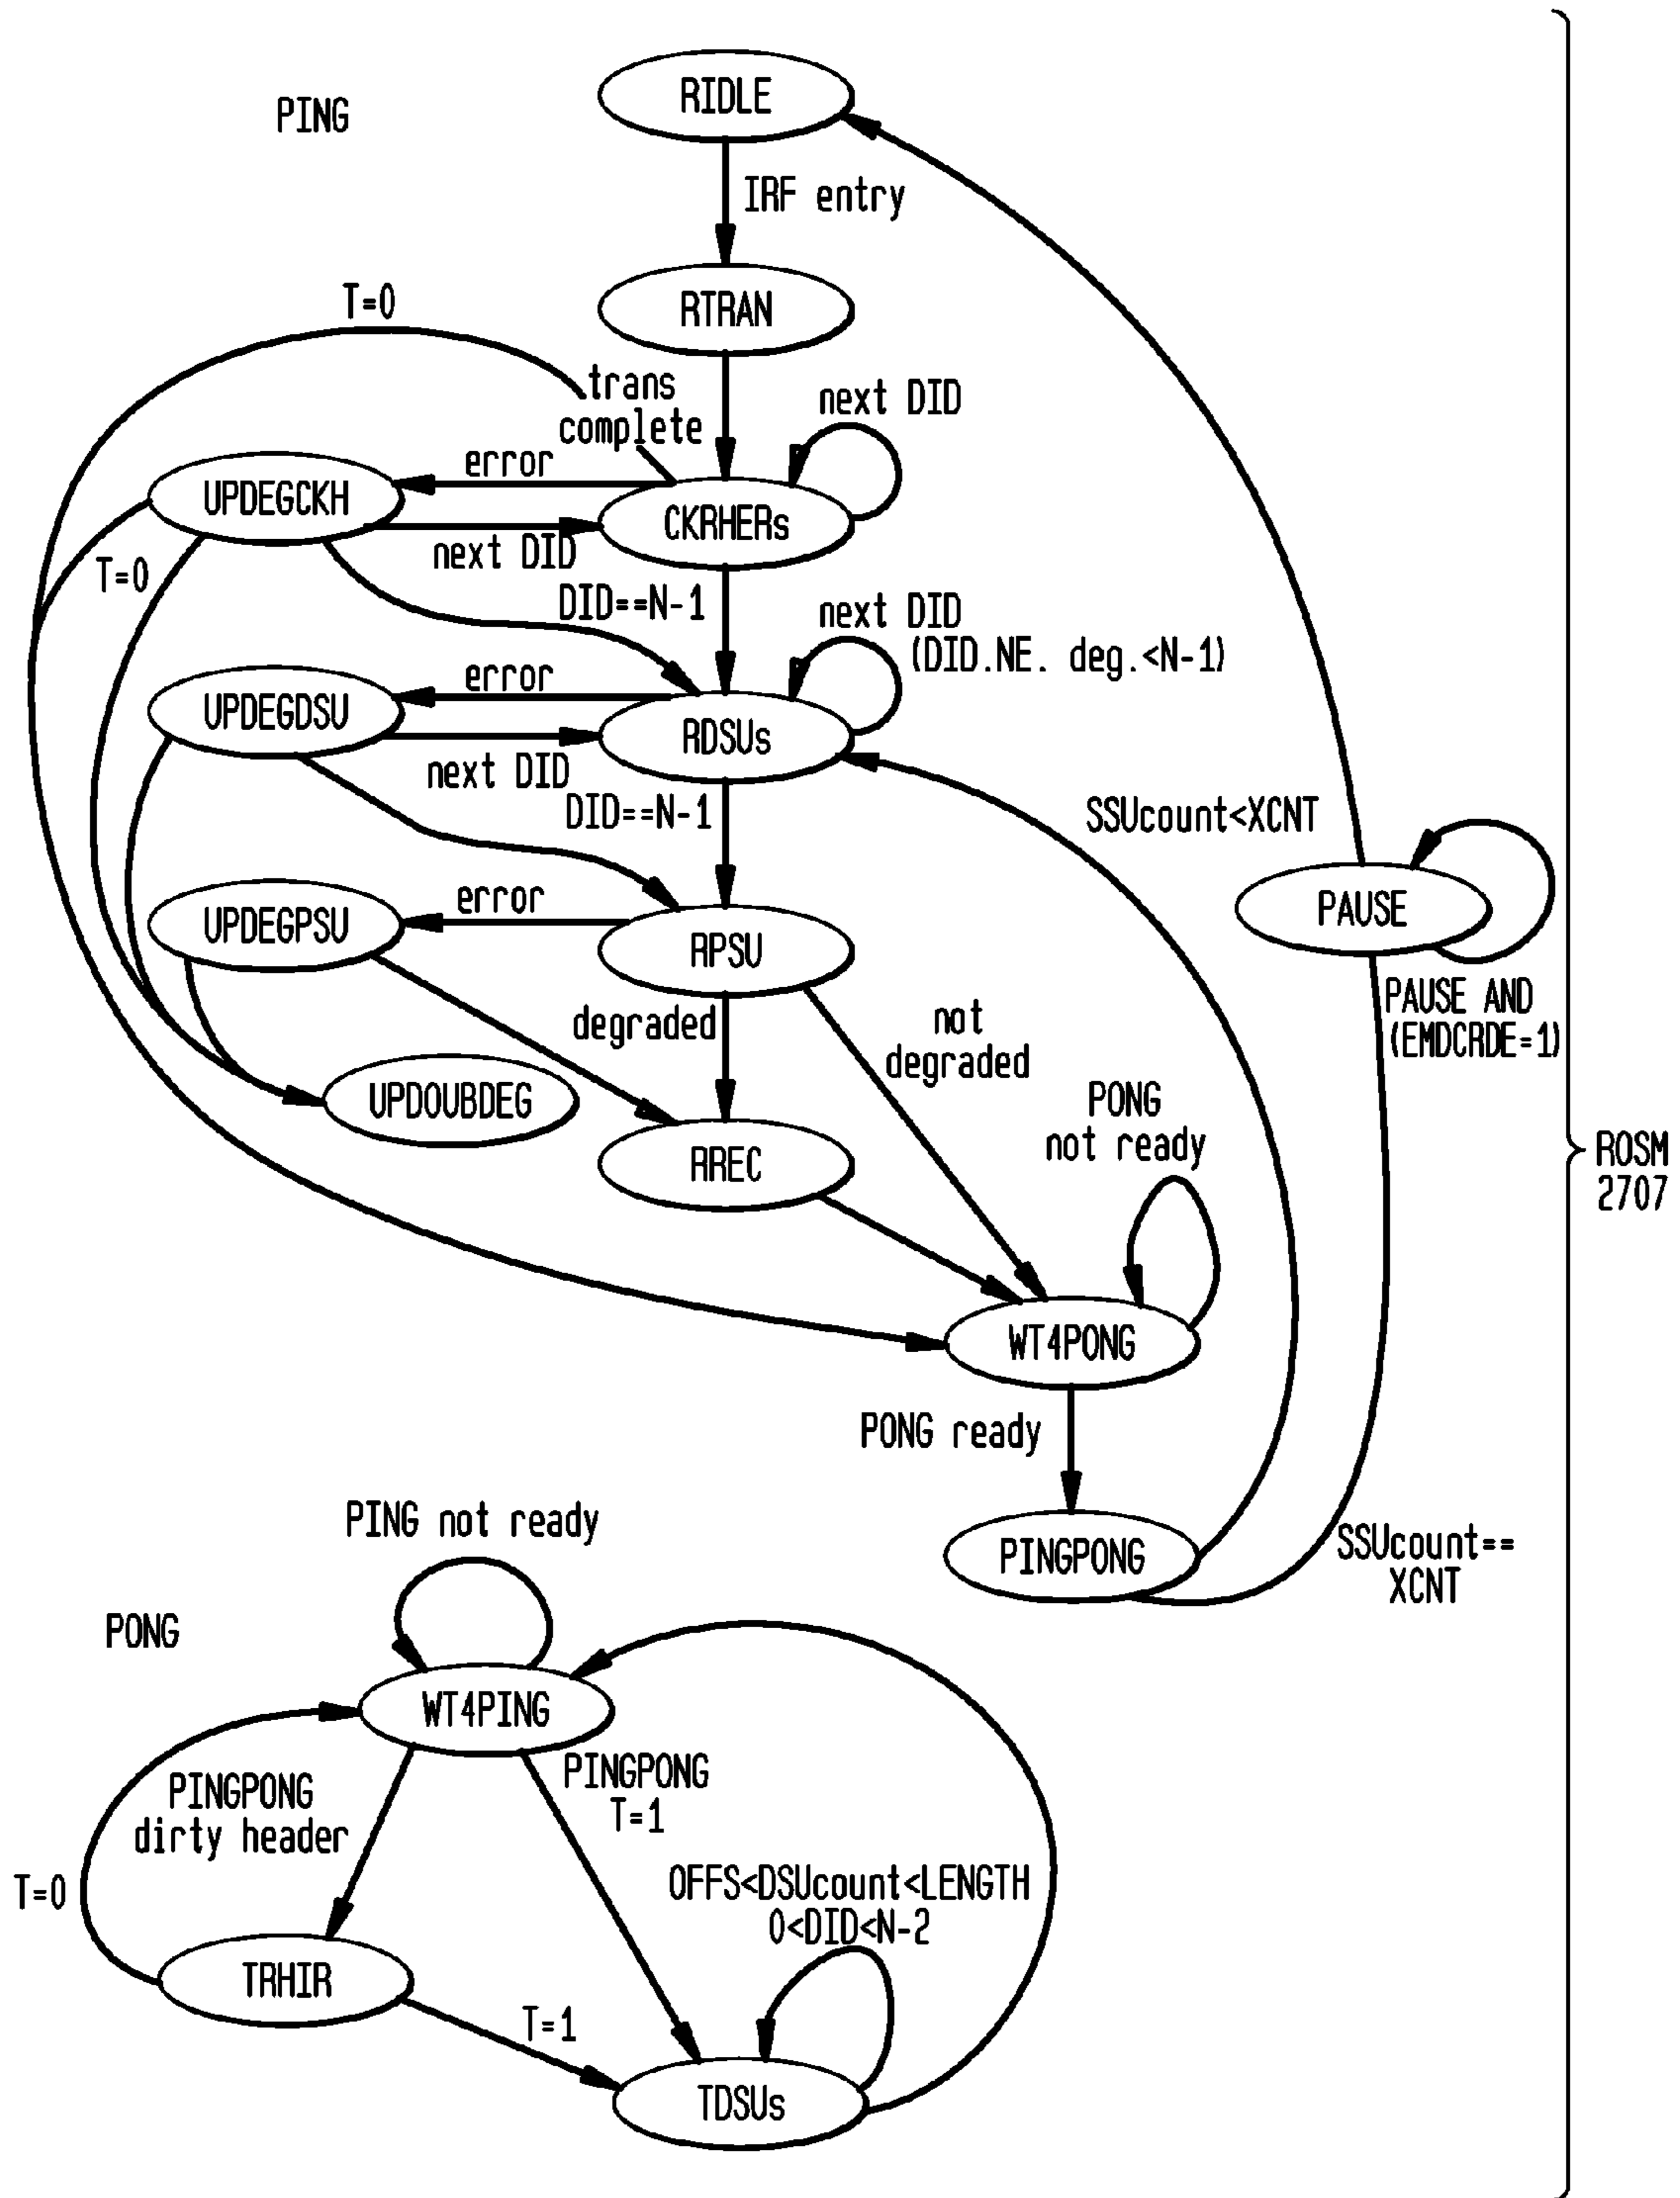 PING
RIDLE
IRF entry
RTRAN
T=0
trans
complete
next DID
error
UPDEGCKH
CKRHERs
next DID
T=0
DID==N-1
next DID
(DID.NE. deg.<N-1)
error
UPDEGDSU
RDSUs
next DID
DID==N-1
SSUcount<XCNT
PAUSE
error
UPDEGPSU
RPSU
PAUSE AND
(EMDCRDE=1)
degraded
not
degraded
UPDOUBDEG
PONG
not ready
RREC
ROSM
2707
WT4PONG
PONG ready
PINGPONG
SSUcount==
XCNT
PING not ready
PONG
WT4PING
PINGPONG
dirty header
PINGPONG
T=1
T=0
OFFS<DSUcount<LENGTH
0<DID<N-2
TRHIR
T=1
TDSUs